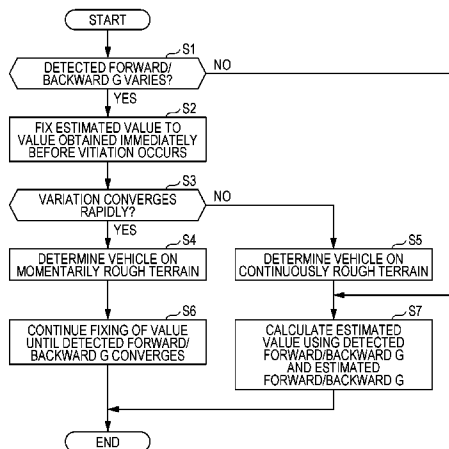 START
S1
DETECTED FORWARD/
BACKWARD G VARIES?
NO
YES
S2
FIX ESTIMATED VALUE TO
VALUE OBTAINED IMMEDIATELY
BEFORE VITIATION OCCURS
S3
VARIATION CONVERGES
RAPIDLY?
NO
YES
S4
DETERMINE VEHICLE ON
MOMENTARILY ROUGH TERRAIN
S5
DETERMINE VEHICLE ON
CONTINUOUSLY ROUGH TERRAIN
S6
CONTINUE FIXING OF VALUE
UNTIL DETECTED FORWARD/
BACKWARD G CONVERGES
S7
CALCULATE ESTIMATED
VALUE USING DETECTED
FORWARD/BACKWARD G
AND ESTIMATED
FORWARD/BACKWARD G
END